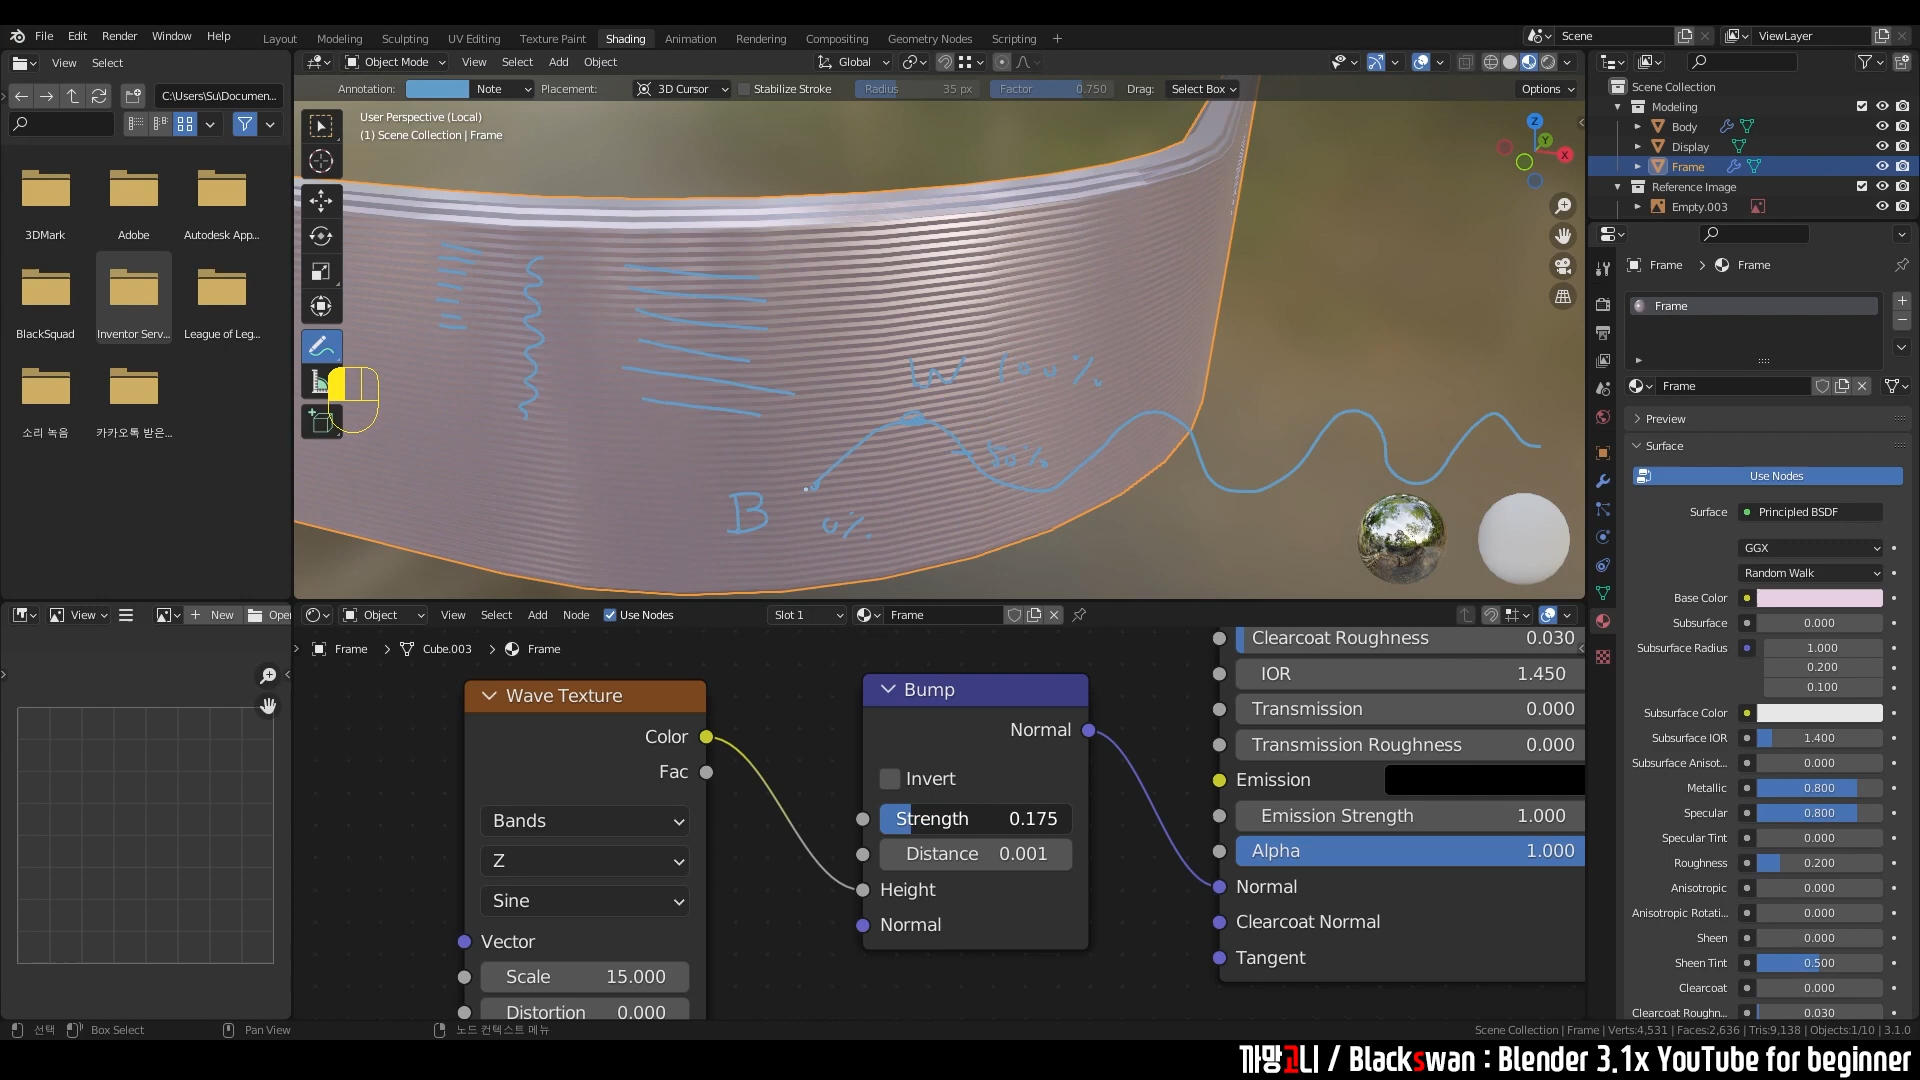 File Edit Render Window Help
Layout Modeling Sculpting UV Editing Texture Paint Shading Animation Rendering Compositing Geometry Nodes Scripting
Scene ViewLayer
View Select
Object Mode View Select Add Object Global
C:\Users\Su\Documen...
Annotation: Note Placement: 3D Cursor Stabilize Stroke Radius 35 px Factor 0.750 Drag: Select Box Options
User Perspective (Local)
(1) Scene Collection | Frame
Z
Y
X
3DMark Adobe Autodesk App...
BlackSquad Inventor Serv... League of Leg...
소리 녹음 카카오톡 받은...
W 100%
50%
B 0%
Scene Collection
Modeling
Body
Display
Frame
Reference Image
Empty.003
Frame Frame
Frame
Frame
Preview
Surface
Use Nodes
Surface Principled BSDF
GGX
Random Walk
Base Color
Subsurface 0.000
Subsurface Radius 1.000
0.200
0.100
Subsurface Color
Subsurface IOR 1.400
Subsurface Anisot... 0.000
Metallic 0.800
Specular 0.800
Specular Tint 0.000
Roughness 0.200
Anisotropic 0.000
Anisotropic Rotati... 0.000
Sheen 0.000
Sheen Tint 0.500
Clearcoat 0.000
Clearcoat Roughn... 0.030
View New Ope
Object View Select Add Node Use Nodes Slot 1 Frame
Frame Cube.003 Frame
Wave Texture
Color
Fac
Bands
Z
Sine
Vector
Scale 15.000
Distortion 0.000
Bump
Normal
Invert
Strength 0.175
Distance 0.001
Height
Normal
Clearcoat Roughness 0.030
IOR 1.450
Transmission 0.000
Transmission Roughness 0.000
Emission
Emission Strength 1.000
Alpha 1.000
Normal
Clearcoat Normal
Tangent
선택 Box Select Pan View 노드 컨텍스트 메뉴
Scene Collection | Frame | Verts:4,531 | Faces:2,636 | Tris:9,138 | Objects:1/10 | 3.1.0
까망고니 / Blackswan : Blender 3.1x YouTube for beginner